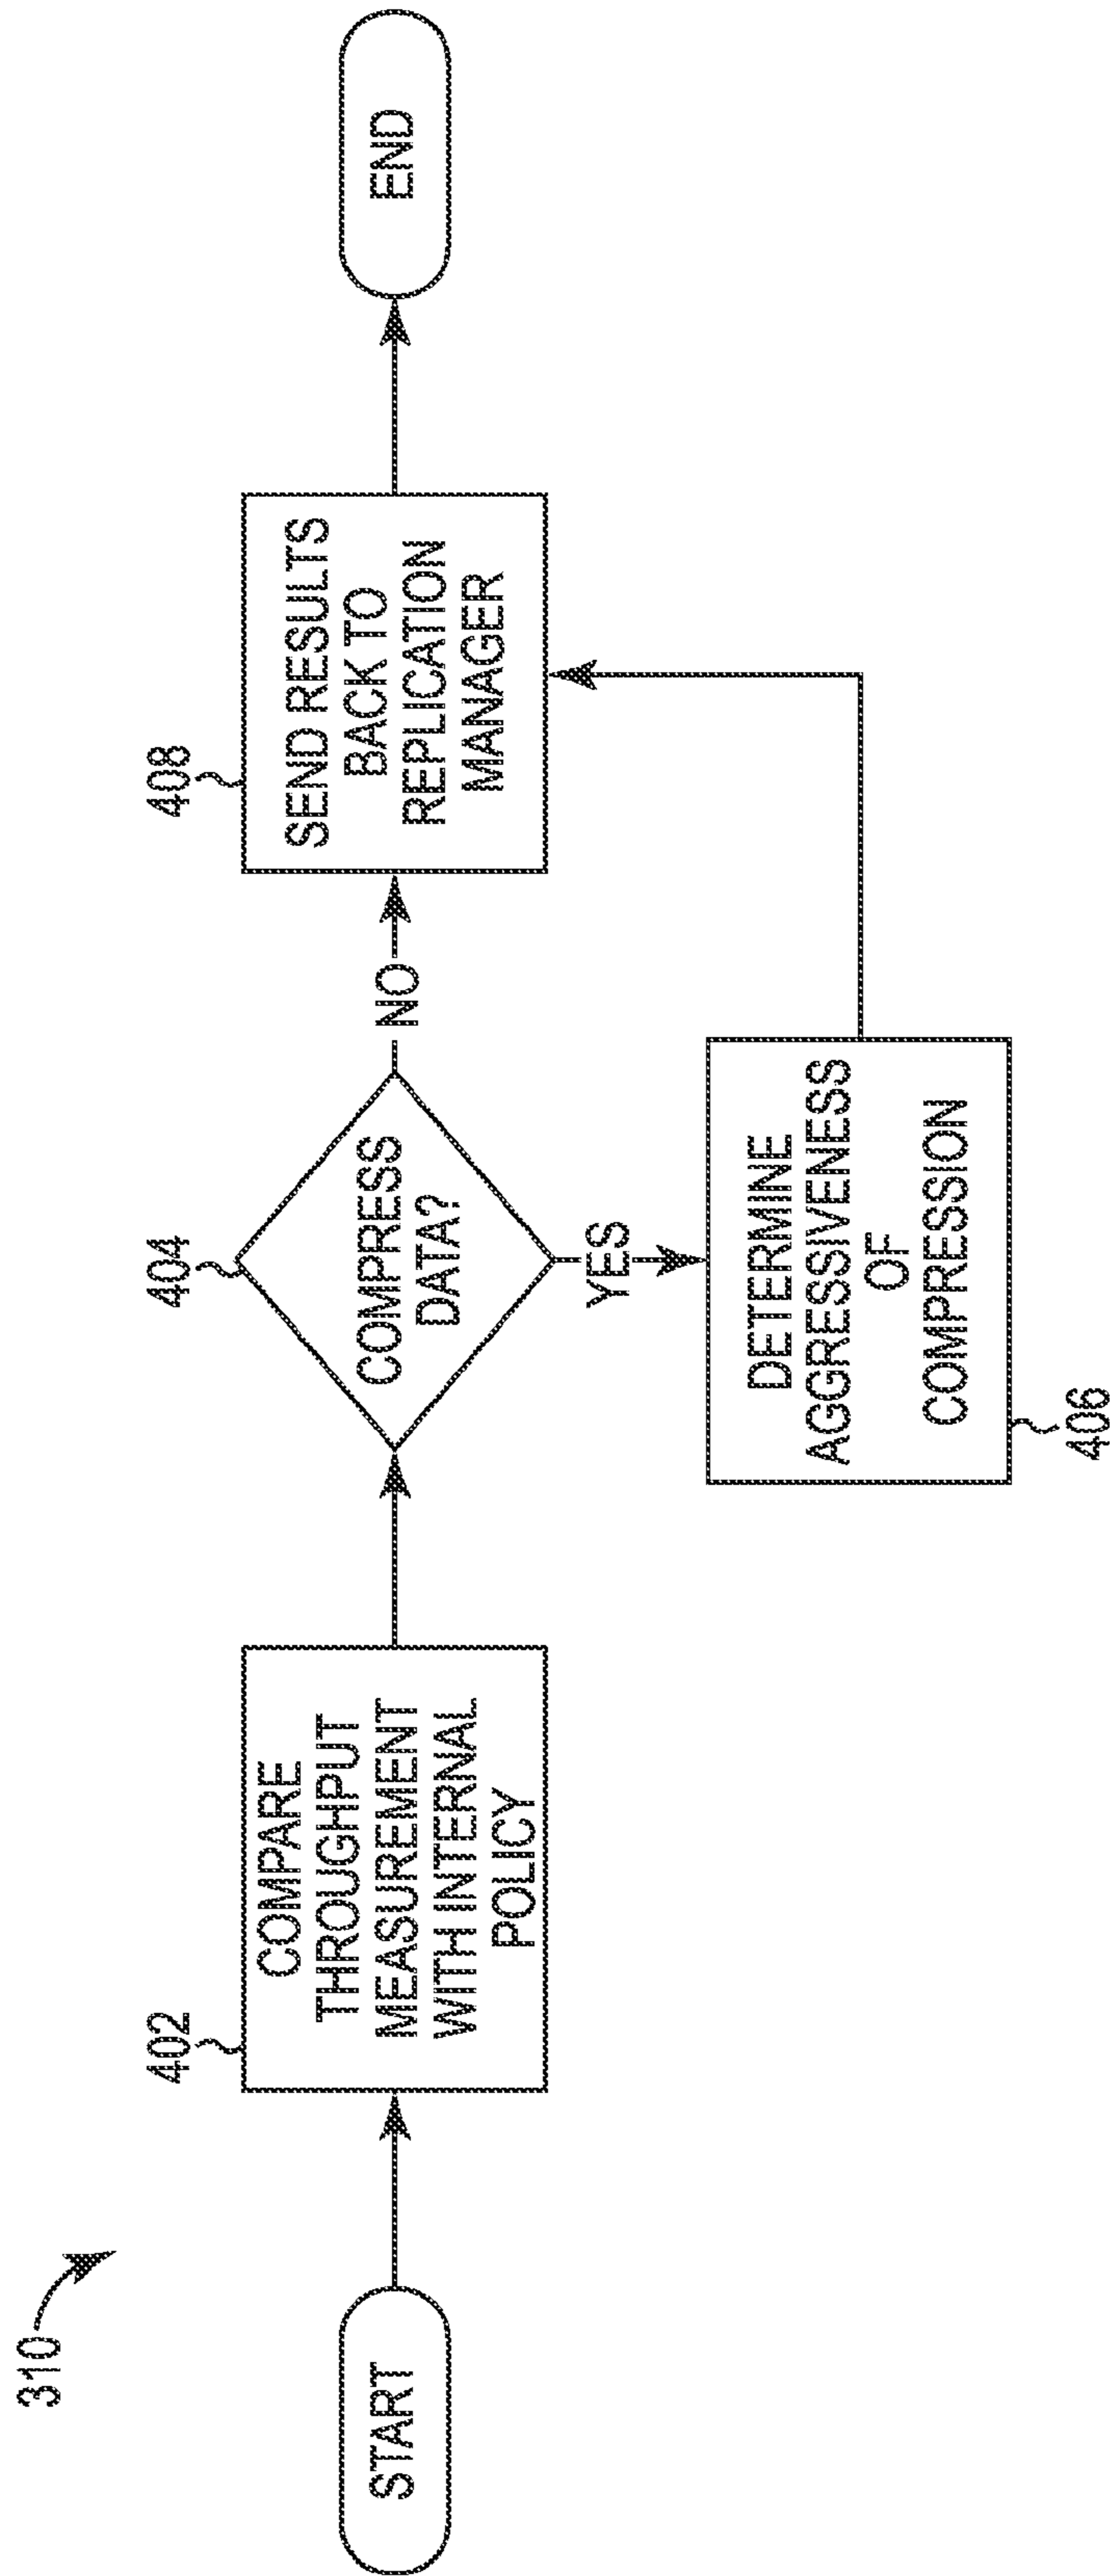 310
START
402
COMPARE
THROUGHPUT
MEASUREMENT
WITH INTERNAL
POLICY
404
COMPRESS
DATA?
NO
YES
DETERMINE
AGGRESSIVENESS
OF
COMPRESSION
406
408
SEND RESULTS
BACK TO
REPLICATION
MANAGER
END